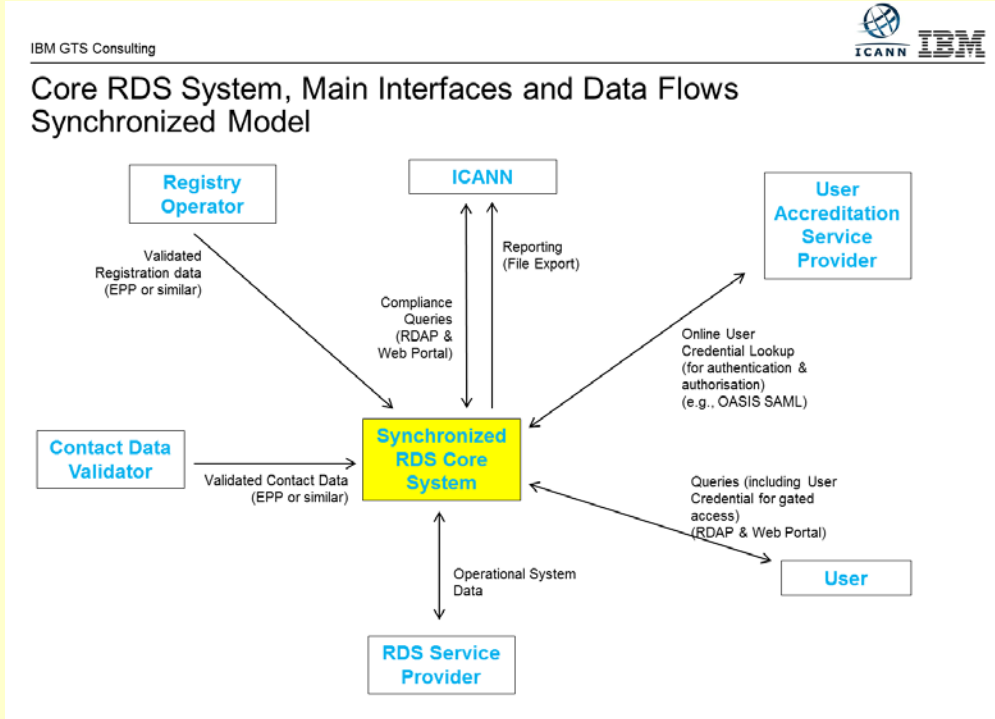 IBM GTS Consulting
ICANN
IBM
Core RDS System, Main Interfaces and Data Flows
Synchronized Model
Registry
Operator
ICANN
User
Accreditation
Service
Provider
Validated
Registration data
(EPP or similar)
Reporting
(File Export)
Compliance
Queries
(RDAP &
Web Portal)
Online User
Credential Lookup
(for authentication &
authorisation)
(e.g., OASIS SAML)
Contact Data
Validator
Validated Contact Data
(EPP or similar)
Synchronized
RDS Core
System
Queries (including User
Credential for gated
access)
(RDAP & Web Portal)
User
Operational System
Data
RDS Service
Provider